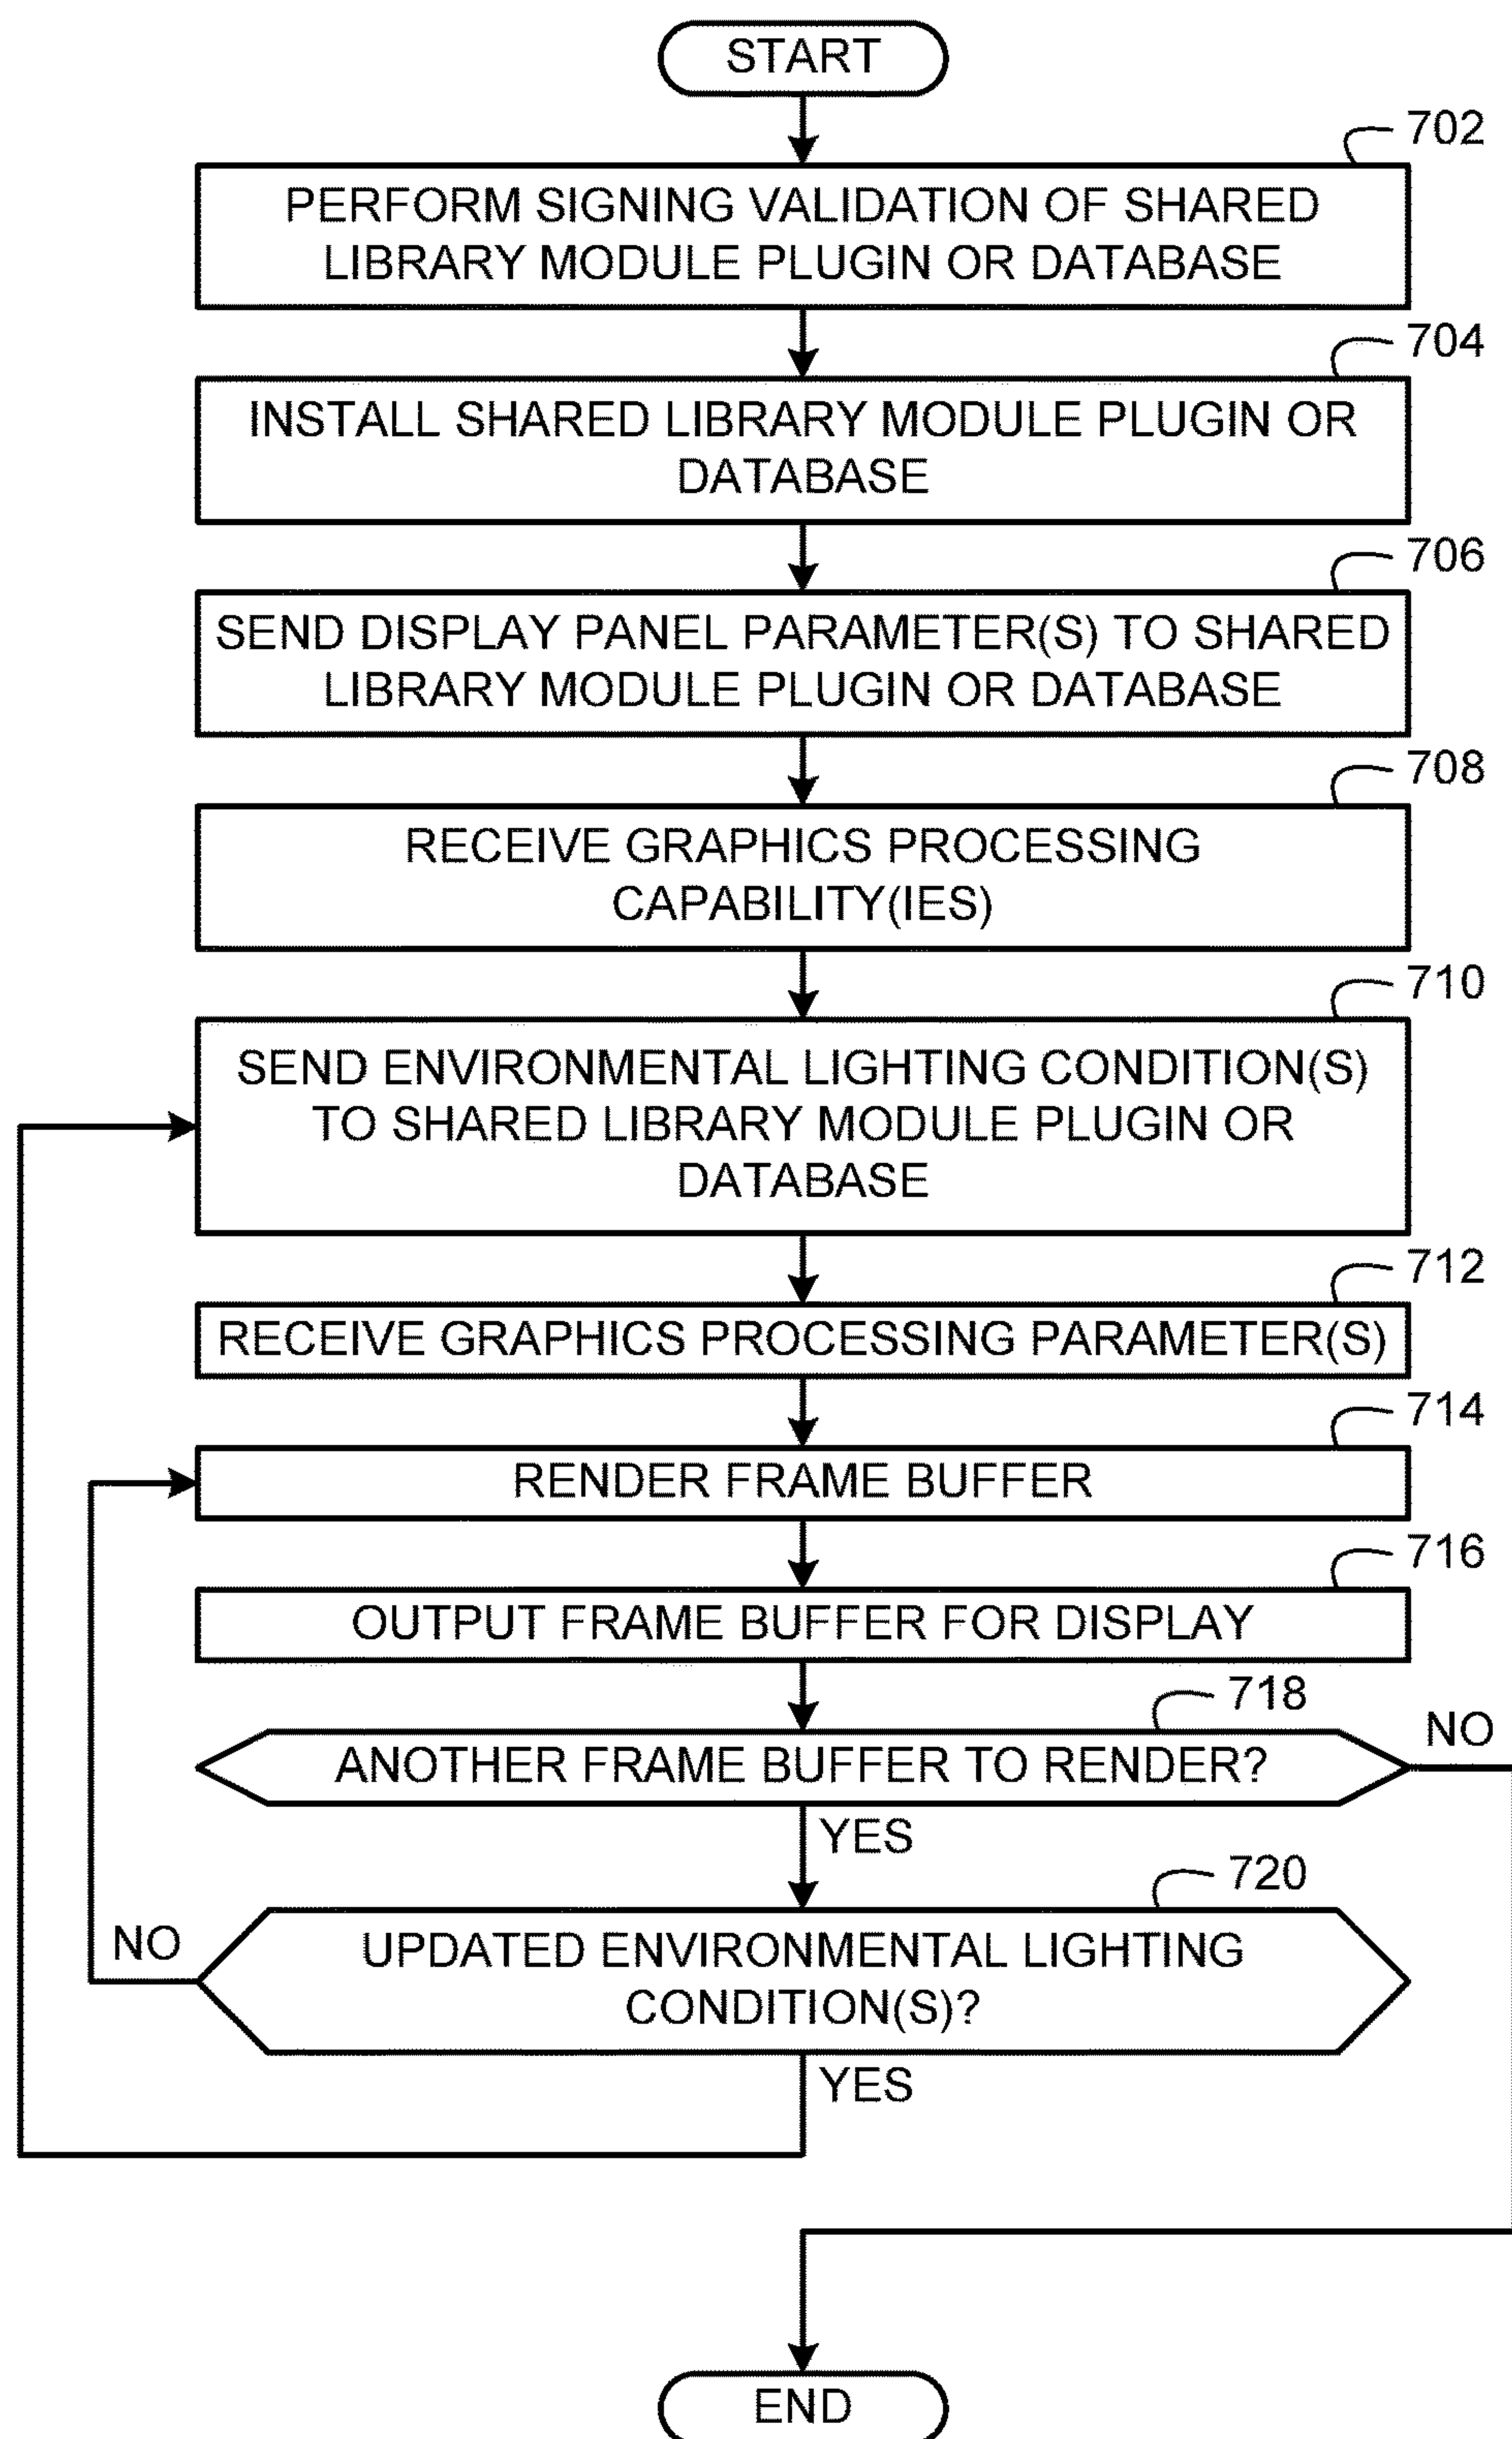 START
702
PERFORM SIGNING VALIDATION OF SHARED
LIBRARY MODULE PLUGIN OR DATABASE
704
INSTALL SHARED LIBRARY MODULE PLUGIN OR
DATABASE
706
SEND DISPLAY PANEL PARAMETER(S) TO SHARED
LIBRARY MODULE PLUGIN OR DATABASE
708
RECEIVE GRAPHICS PROCESSING
CAPABILITY(IES)
710
SEND ENVIRONMENTAL LIGHTING CONDITION(S)
TO SHARED LIBRARY MODULE PLUGIN OR
DATABASE
712
RECEIVE GRAPHICS PROCESSING PARAMETER(S)
714
RENDER FRAME BUFFER
716
OUTPUT FRAME BUFFER FOR DISPLAY
718
NO
ANOTHER FRAME BUFFER TO RENDER?
YES
720
NO
UPDATED ENVIRONMENTAL LIGHTING
CONDITION(S)?
YES
END